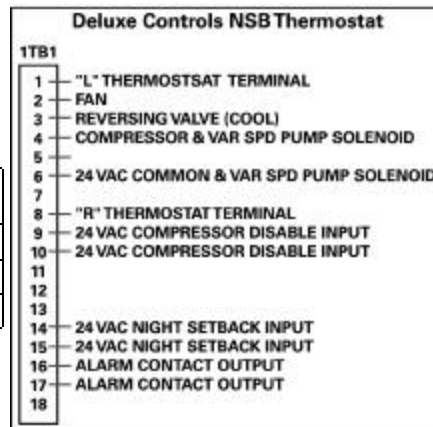 Deluxe Controls NSB Thermostat
1TB1
1 "L" THERMOSTSAT TERMINAL
2 FAN
3 REVERSING VALVE (COOL)
4 COMPRESSOR & VAR SPD PUMP SOLENOID
5
6 24 VAC COMMON & VAR SPD PUMP SOLENOID
7
8 "R" THERMOSTAT TERMINAL
9 24 VAC COMPRESSOR DISABLE INPUT
10 24 VAC COMPRESSOR DISABLE INPUT
11
12
13
14 24 VAC NIGHT SETBACK INPUT
15 24 VAC NIGHT SETBACK INPUT
16 ALARM CONTACT OUTPUT
17 ALARM CONTACT OUTPUT
18